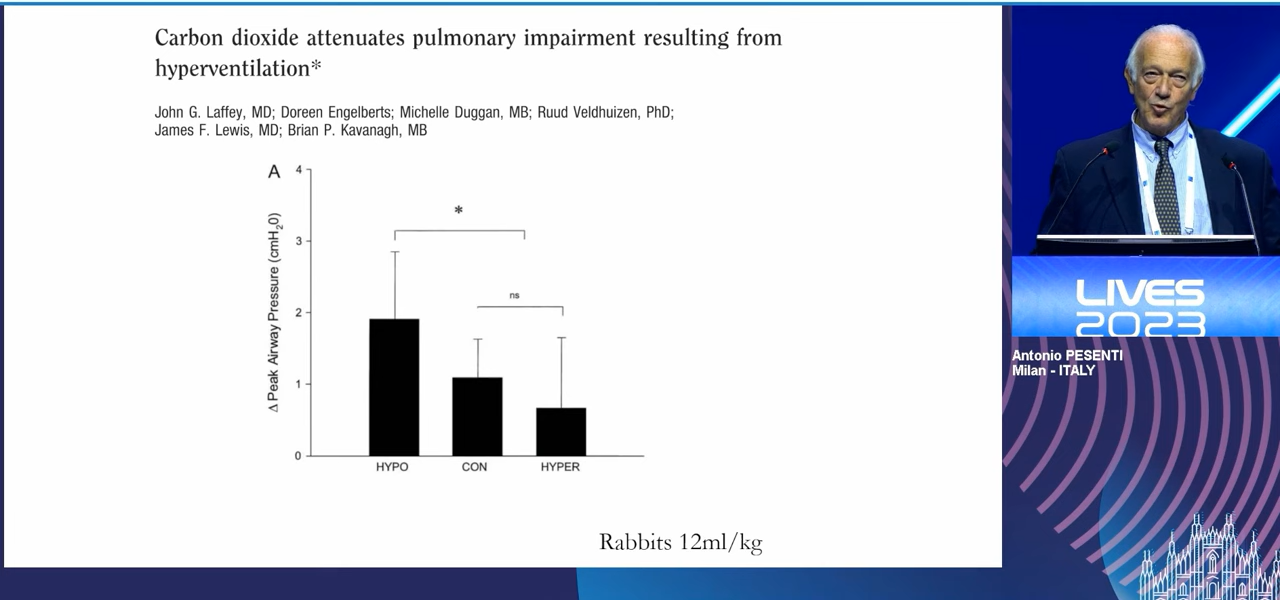 Carbon dioxide attenuates pulmonary impairment resulting from
hyperventilation*
John G. Laffey, MD; Doreen Engelberts; Michelle Duggan, MB; Ruud Veldhuizen, PhD;
James F. Lewis, MD; Brian P. Kavanagh, MB
A
Δ Peak Airway Pressure (cmH₂0)
4
3
2
1
0
*
ns
HYPO CON HYPER
Rabbits 12ml/kg
LIVES
2023
Antonio PESENTI
Milan - ITALY